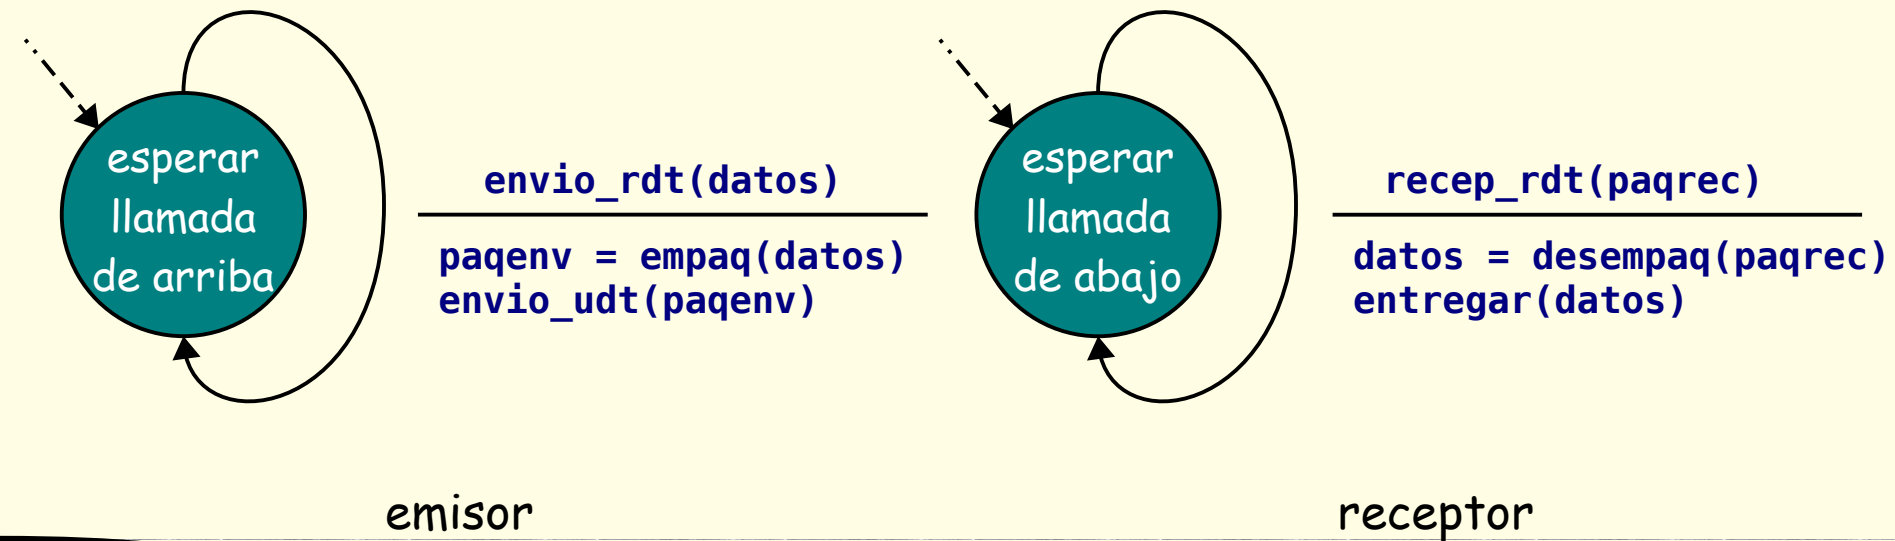 esperar
llamada
de arriba
envio_rdt(datos)
paqenv = empaq(datos)
envio_udt(paqenv)
esperar
llamada
de abajo
recep_rdt(paqrec)
datos = desempaq(paqrec)
entregar(datos)
emisor
receptor